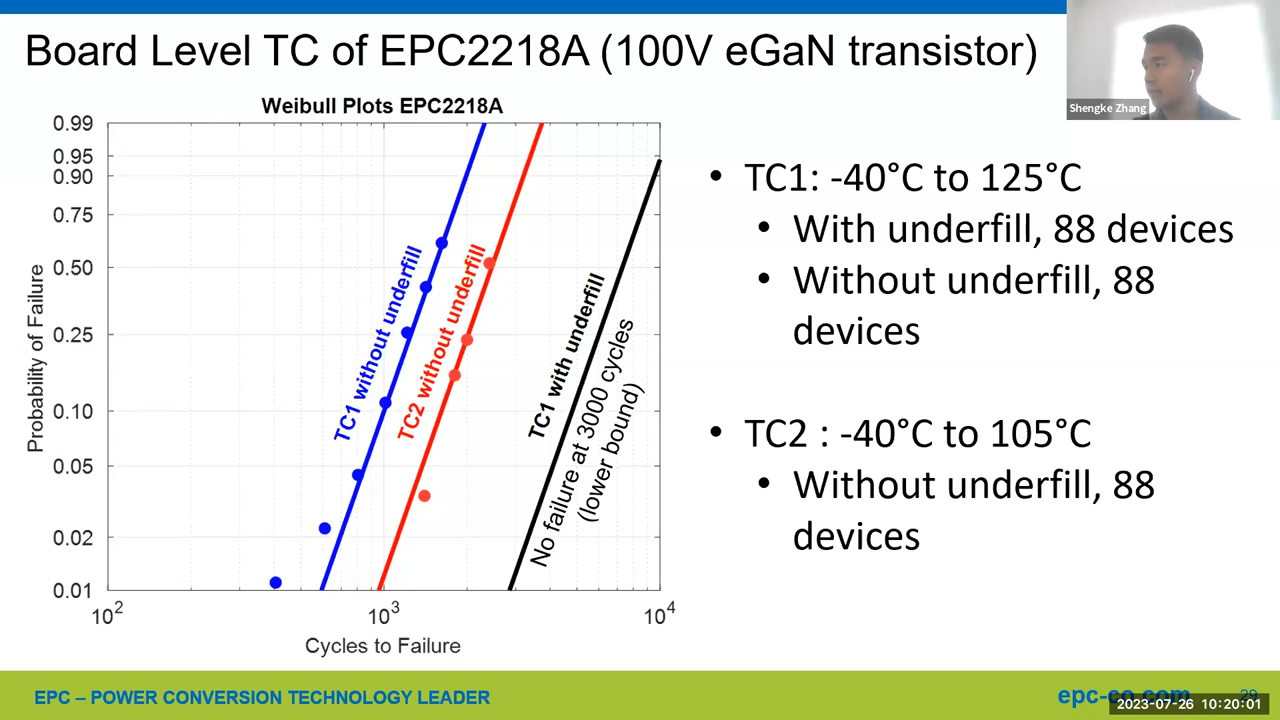 Board Level TC of EPC2218A (100V eGaN transistor)
Shengke Zhang
Weibull Plots EPC2218A
0.99
0.95
0.90
0.75
0.50
0.25
0.10
0.05
0.02
0.01
Probability of Failure
TC1 without underfill
TC2 without underfill
TC1 with underfill
No failure at 3000 cycles
(lower bound)
10²
10³
10⁴
Cycles to Failure
• TC1: -40°C to 125°C
• With underfill, 88 devices
• Without underfill, 88
devices
• TC2 : -40°C to 105°C
• Without underfill, 88
devices
EPC – POWER CONVERSION TECHNOLOGY LEADER
epc-co.com
29
2023-07-26 10:20:01